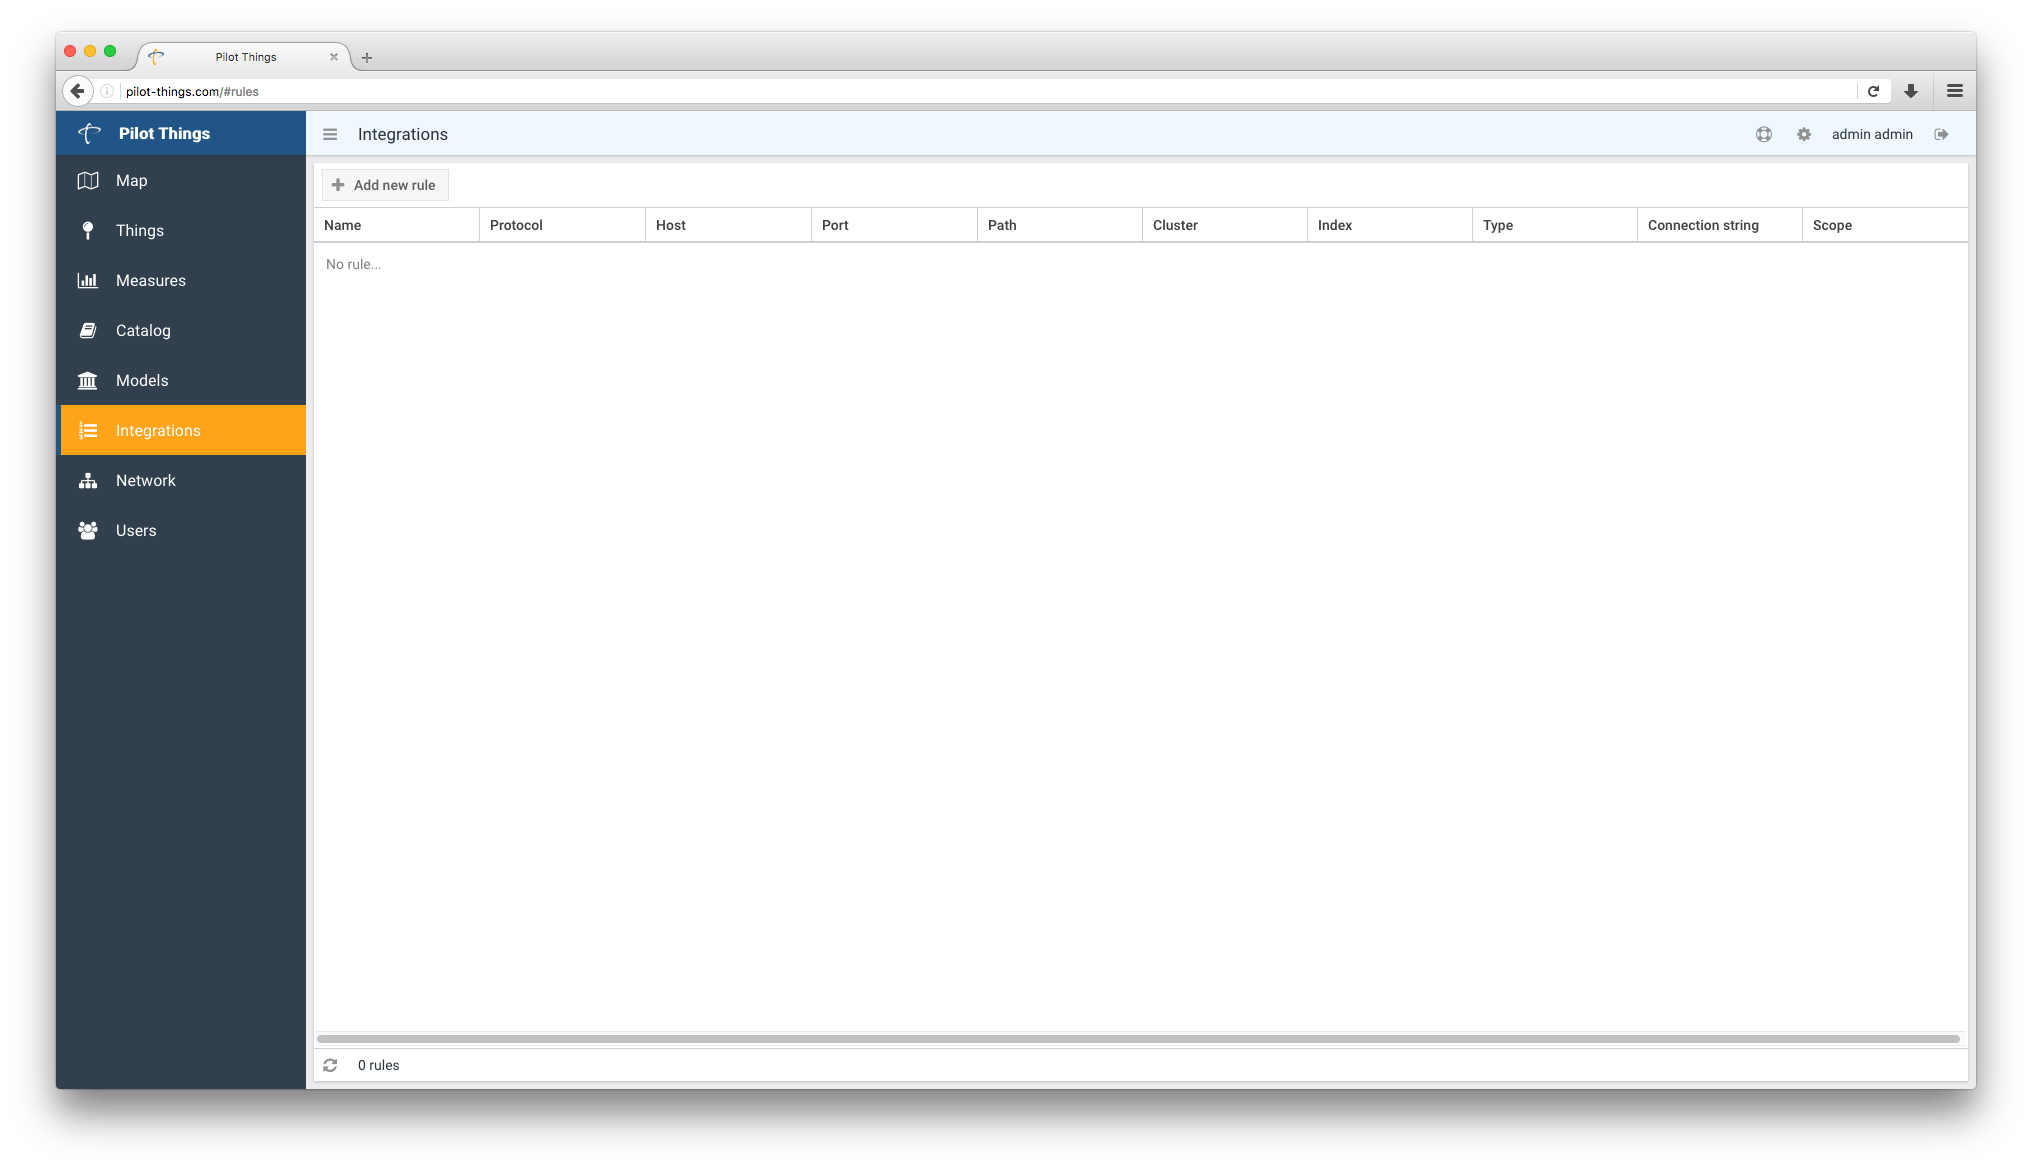 Pilot Things
pilot-things.com/#rules
Pilot Things
Integrations
admin admin
Map
Things
Measures
Catalog
Models
Integrations
Network
Users
Add new rule
Name Protocol Host Port Path Cluster Index Type Connection string Scope
No rule...
0 rules